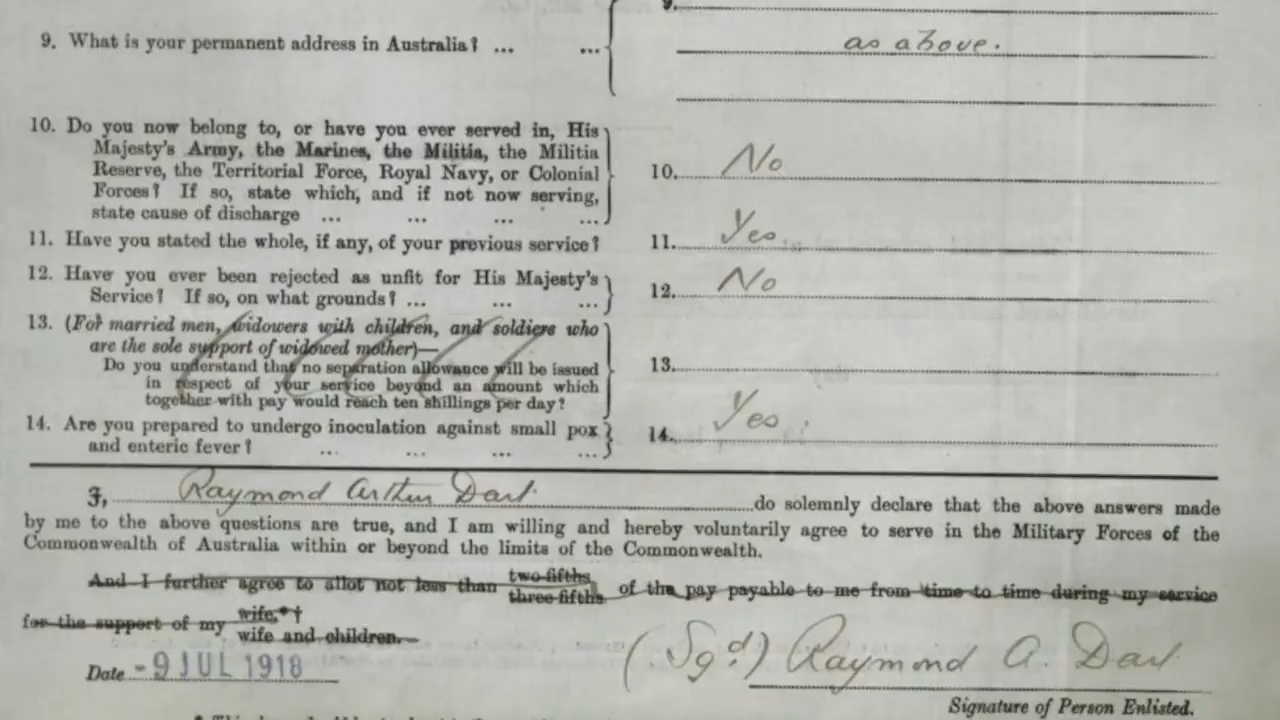 9. What is your permanent address in Australia? ... ... as above.
10. Do you now belong to, or have you ever served in, His
Majesty's Army, the Marines, the Militia, the Militia
Reserve, the Territorial Force, Royal Navy, or Colonial
Forces? If so, state which, and if not now serving,
state cause of discharge ... ... ... ...
10. No
11. Have you stated the whole, if any, of your previous service?
11. Yes
12. Have you ever been rejected as unfit for His Majesty's
Service? If so, on what grounds? ... ... ...
12. No
13. (For married men, widowers with children, and soldiers who
are the sole support of widowed mother)—
Do you understand that no separation allowance will be issued
in respect of your service beyond an amount which
together with pay would reach ten shillings per day?
13.
14. Are you prepared to undergo inoculation against small pox
and enteric fever? ... ... ... ...
14. Yes
I, Raymond Arthur Dart do solemnly declare that the above answers made
by me to the above questions are true, and I am willing and hereby voluntarily agree to serve in the Military Forces of the
Commonwealth of Australia within or beyond the limits of the Commonwealth.
And I further agree to allot not less than two-fifths
three-fifths of the pay payable to me from time to time during my service
for the support of my wife,*†
wife and children.
Date - 9 JUL 1918
(Sgd) Raymond A. Dart
Signature of Person Enlisted.